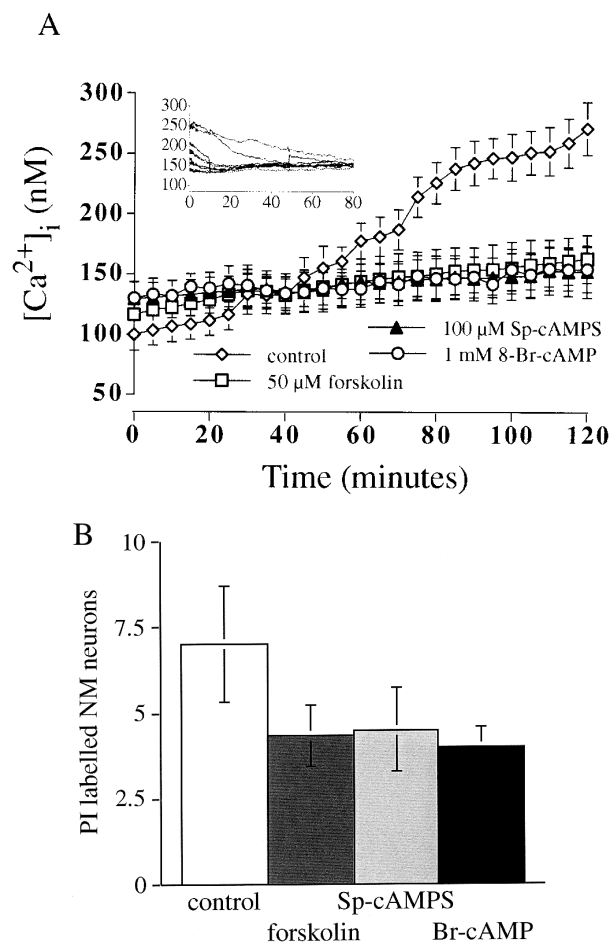 A
[Ca²⁺]ᵢ (nM)
300
250
200
150
100
50
300
250
200
150
100
0 20 40 60 80
100 µM Sp-cAMPS
control
1 mM 8-Br-cAMP
50 µM forskolin
0 20 40 60 80 100 120
Time (minutes)
B
PI labelled NM neurons
10
7.5
5
2.5
0
control Sp-cAMPS
forskolin Br-cAMP